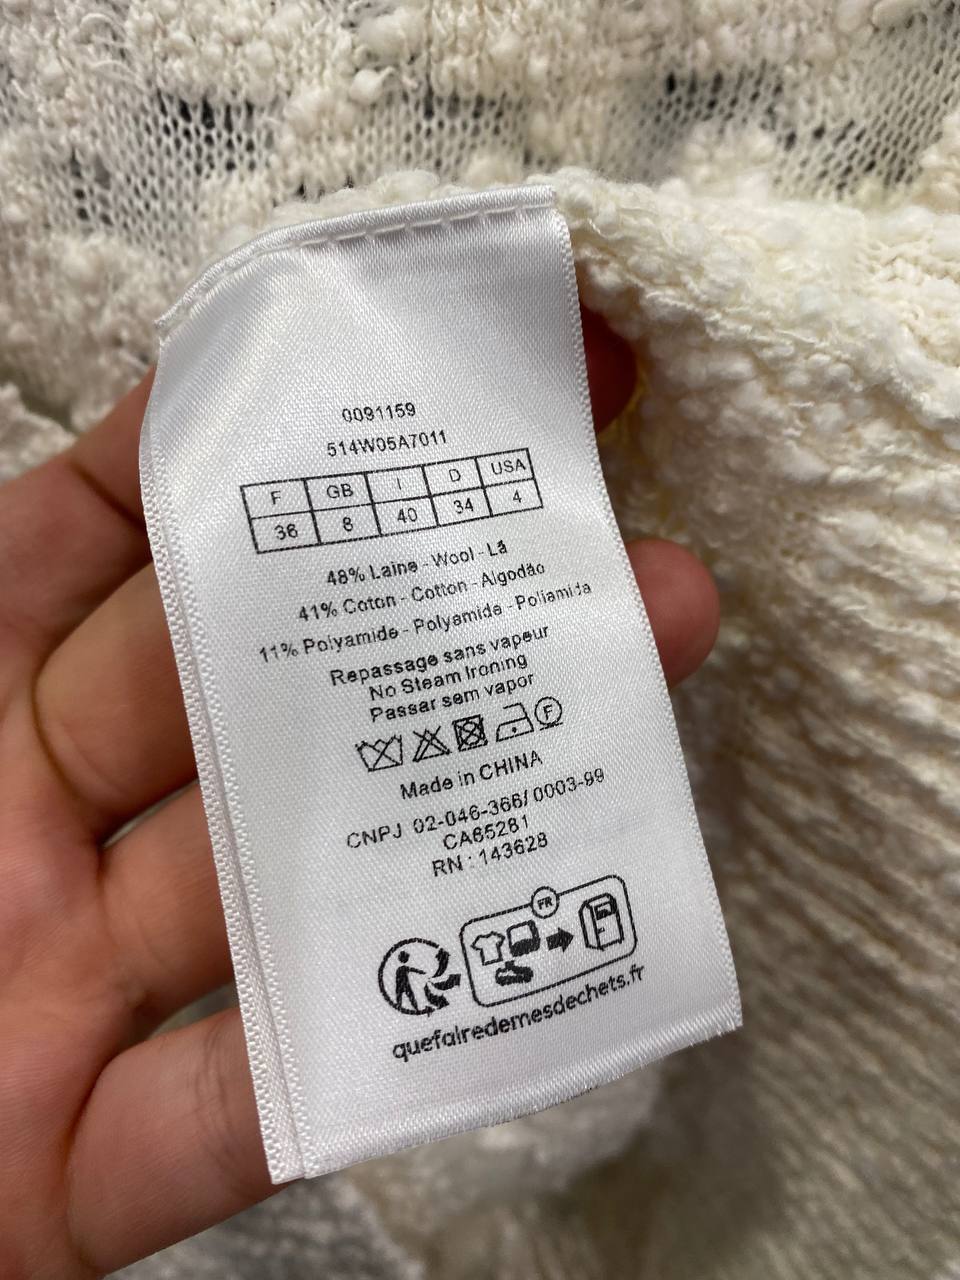 0091159
514W05A7011
F GB I D USA
36 8 40 34 4
48% Laine - Wool - Lã
41% Coton - Cotton - Algodão
11% Polyamide - Polyamide - Poliamida
Repassage sans vapeur
No Steam Ironing
Passar sem vapor
F
Made in CHINA
CNPJ 02-046-366/ 0003-99
CA65281
RN : 143628
FR
quefairedemesdechets.fr